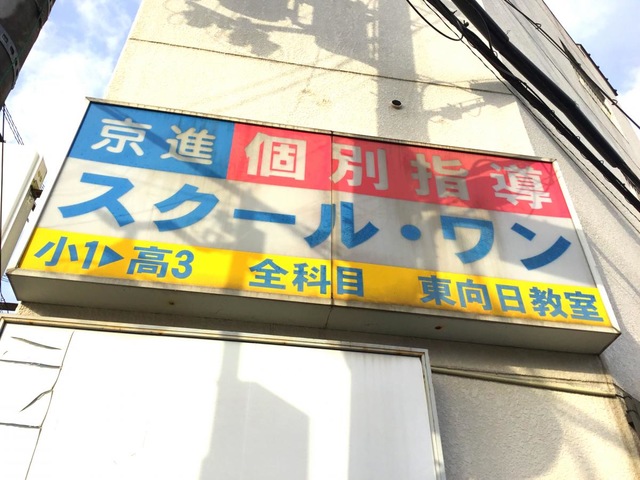 京進 個別指導
スクール・ワン
小1▶高3 全科目 東向日教室